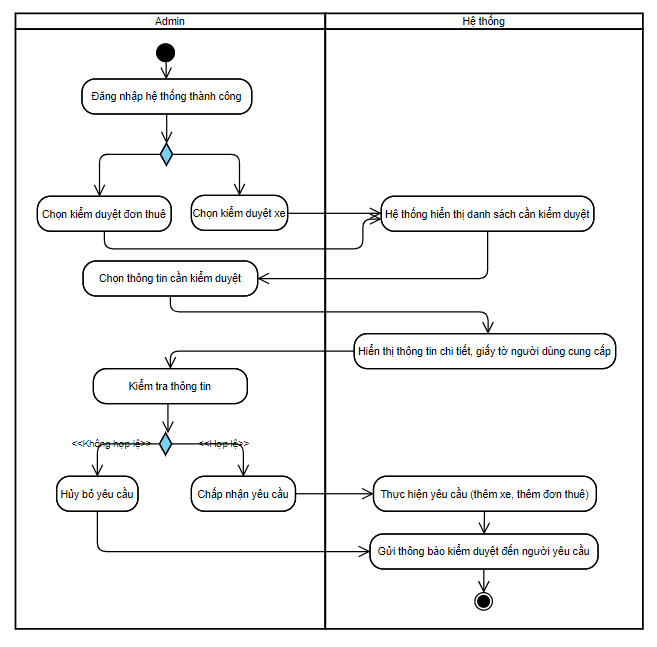 Admin
Hệ thống
Đăng nhập hệ thống thành công
Chọn kiểm duyệt đơn thuê
Chọn kiểm duyệt xe
Hệ thống hiển thị danh sách cần kiểm duyệt
Chọn thông tin cần kiểm duyệt
Hiển thị thông tin chi tiết, giấy tờ người dùng cung cấp
Kiểm tra thông tin
<<Không hợp lệ>>
<<Hợp lệ>>
Hủy bỏ yêu cầu
Chấp nhận yêu cầu
Thực hiện yêu cầu (thêm xe, thêm đơn thuê)
Gửi thông báo kiểm duyệt đến người yêu cầu